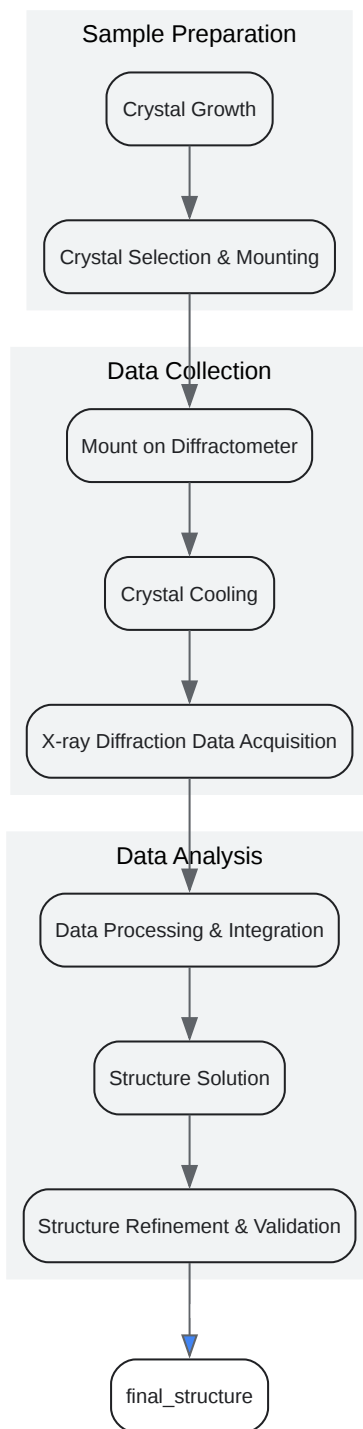 Sample Preparation
Crystal Growth
Crystal Selection & Mounting
Data Collection
Mount on Diffractometer
Crystal Cooling
X-ray Diffraction Data Acquisition
Data Analysis
Data Processing & Integration
Structure Solution
Structure Refinement & Validation
final_structure